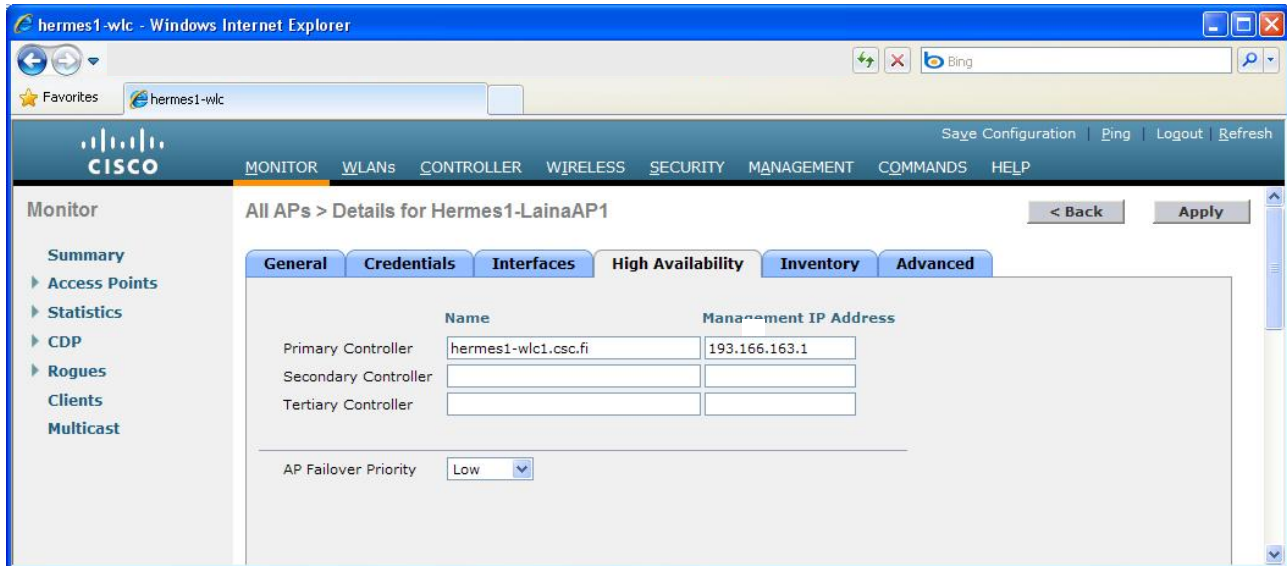 hermes1-wlc - Windows Internet Explorer
Bing
Favorites hermes1-wlc
Save Configuration | Ping | Logout | Refresh
CISCO
MONITOR WLANs CONTROLLER WIRELESS SECURITY MANAGEMENT COMMANDS HELP
Monitor
Summary
Access Points
Statistics
CDP
Rogues
Clients
Multicast
All APs > Details for Hermes1-LainaAP1
< Back Apply
General Credentials Interfaces High Availability Inventory Advanced
Name Management IP Address
Primary Controller hermes1-wlc1.csc.fi 193.166.163.1
Secondary Controller
Tertiary Controller
AP Failover Priority Low